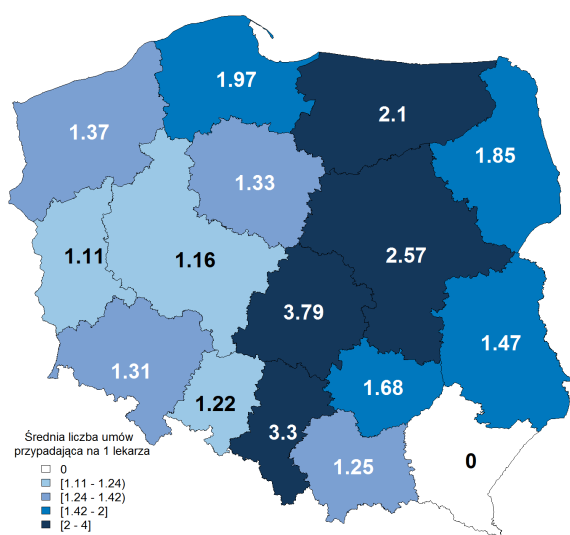 1.97
2.1
1.37
1.85
1.33
2.57
1.11
1.16
3.79
1.47
1.31
1.68
1.22
3.3
1.25
0
Średnia liczba umów
przypadająca na 1 lekarza
0
[1.11 - 1.24)
[1.24 - 1.42)
[1.42 - 2]
[2 - 4]